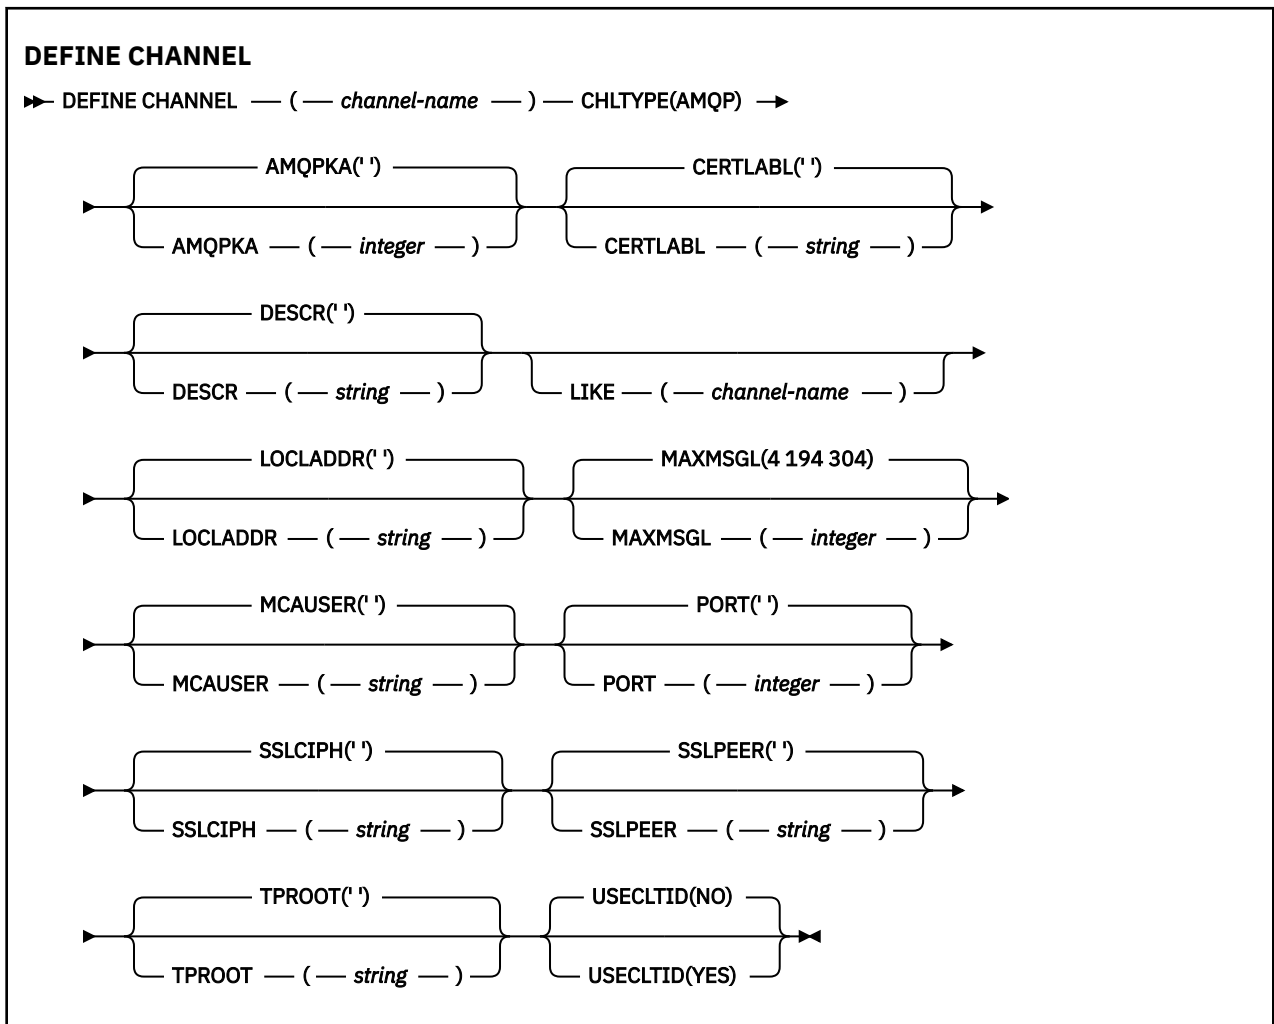 DEFINE CHANNEL
DEFINE CHANNEL ( channel-name ) CHLTYPE(AMQP)
AMQPKA(' ') CERTLABL(' ')
AMQPKA ( integer ) CERTLABL ( string )
DESCR(' ')
DESCR ( string ) LIKE ( channel-name )
LOCLADDR(' ') MAXMSGL(4 194 304)
LOCLADDR ( string ) MAXMSGL ( integer )
MCAUSER(' ') PORT(' ')
MCAUSER ( string ) PORT ( integer )
SSLCIPH(' ') SSLPEER(' ')
SSLCIPH ( string ) SSLPEER ( string )
TPROOT(' ') USECLTID(NO)
TPROOT ( string ) USECLTID(YES)